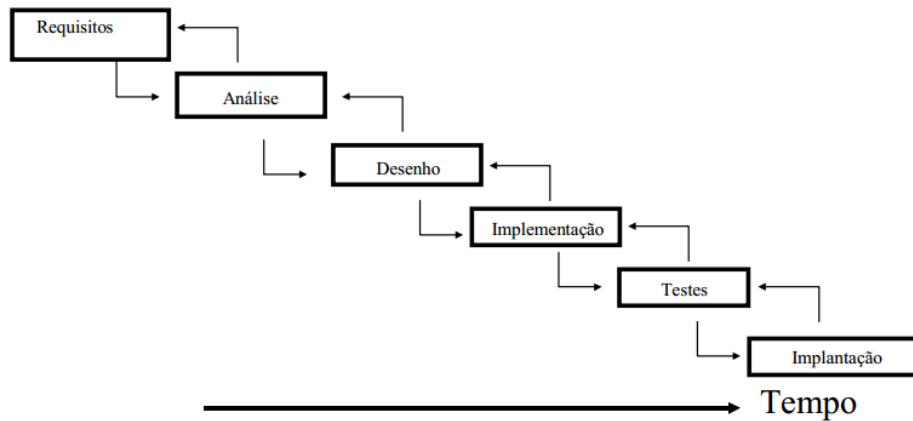 Requisitos
Análise
Desenho
Implementação
Testes
Implantação
Tempo